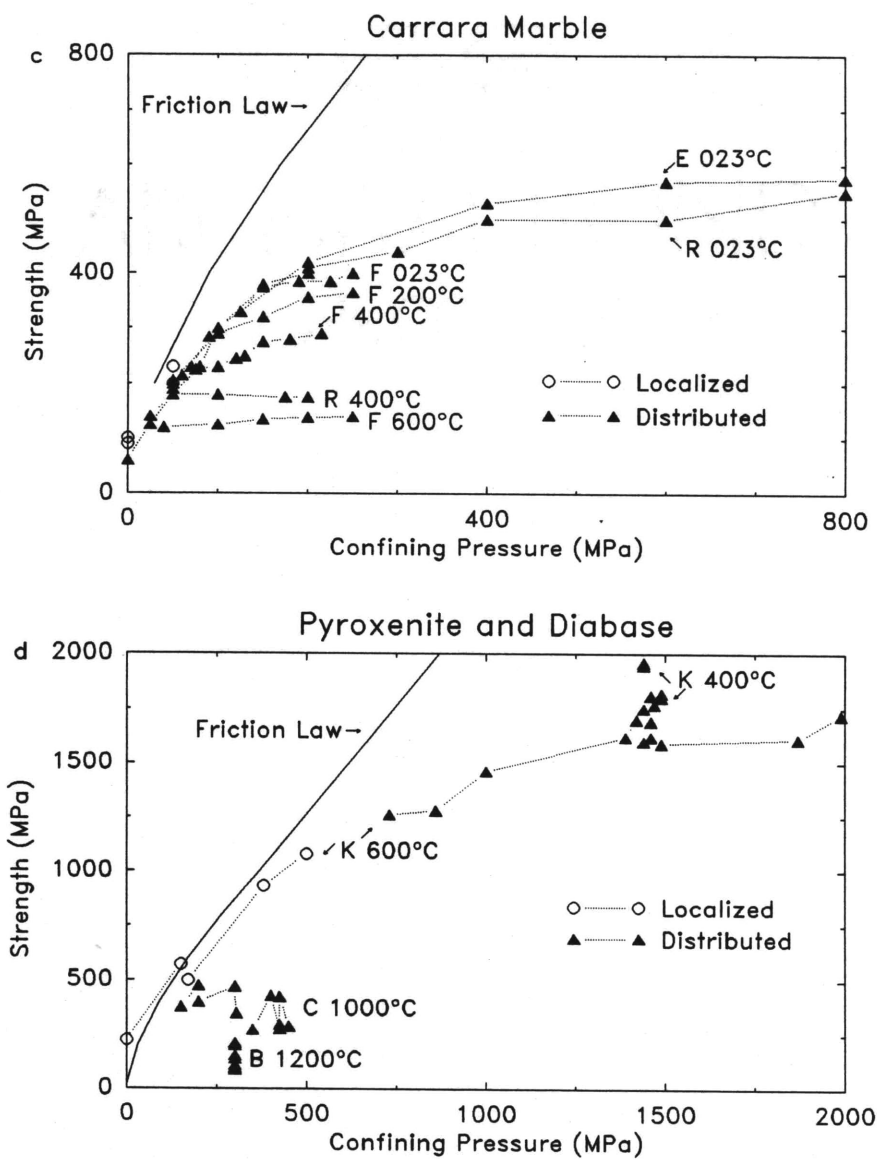 Carrara Marble
c
800
Friction Law→
E 023°C
R 023°C
400
F 023°C
F 200°C
F 400°C
Localized
R 400°C
Distributed
F 600°C
0
0
400
800
Strength (MPa)
Confining Pressure (MPa)
Pyroxenite and Diabase
d
2000
K 400°C
Friction Law→
1500
K 600°C
1000
Localized
Distributed
500
C 1000°C
B 1200°C
0
0
500
1000
1500
2000
Strength (MPa)
Confining Pressure (MPa)